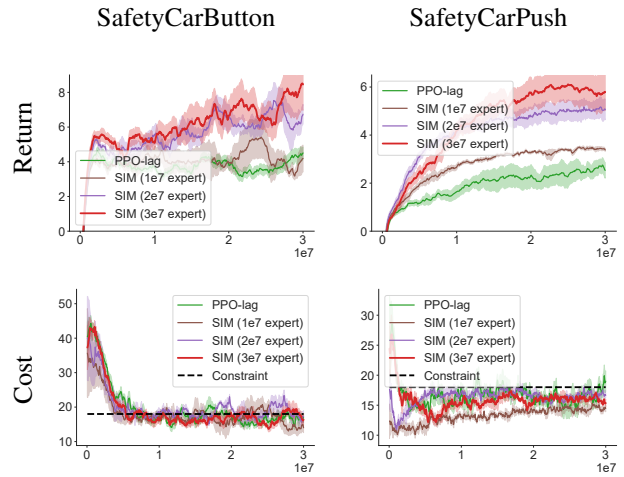 SafetyCarButton
SafetyCarPush
Return
8
6
4
2
0
PPO-lag
SIM (1e7 expert)
SIM (2e7 expert)
SIM (3e7 expert)
0 1 2 3
1e7
6
4
2
0
PPO-lag
SIM (1e7 expert)
SIM (2e7 expert)
SIM (3e7 expert)
0 1 2 3
1e7
Cost
50
40
30
20
10
PPO-lag
SIM (1e7 expert)
SIM (2e7 expert)
SIM (3e7 expert)
Constraint
0 1 2 3
1e7
30
25
20
15
10
PPO-lag
SIM (1e7 expert)
SIM (2e7 expert)
SIM (3e7 expert)
Constraint
0 1 2 3
1e7